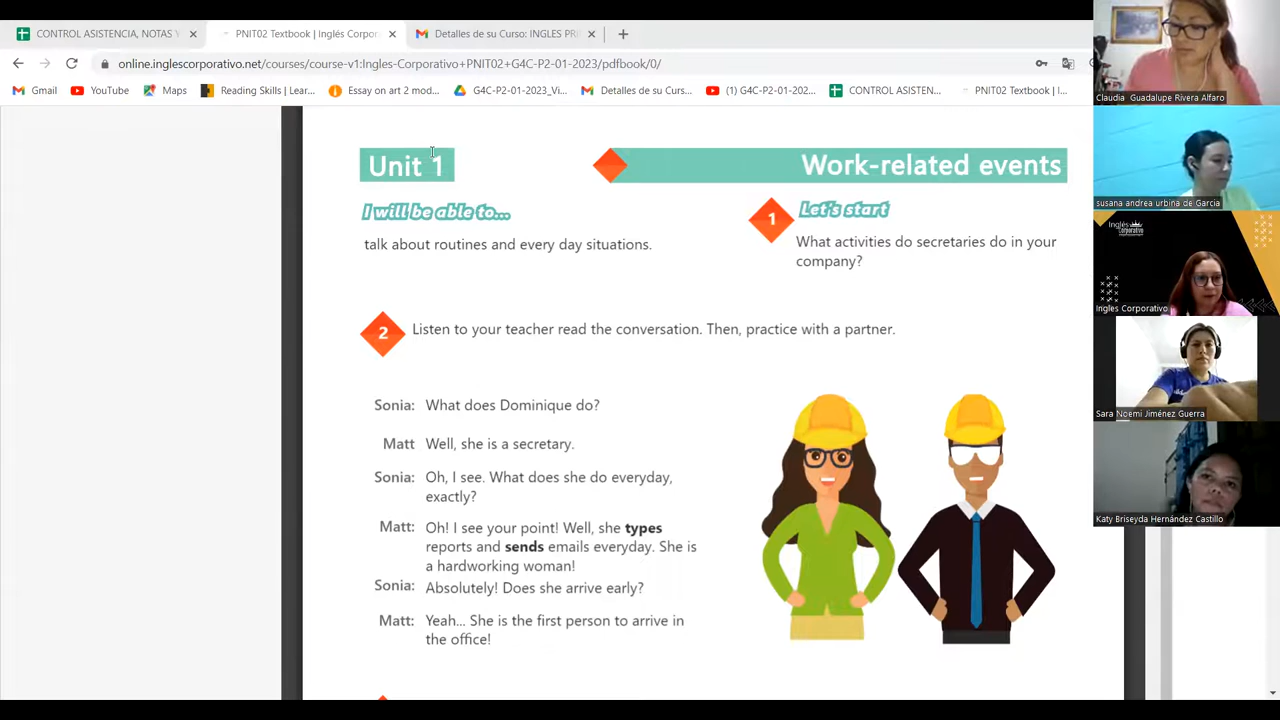 CONTROL ASISTENCIA, NOTAS Y
PNIT02 Textbook | Inglés Corpor
Detalles de su Curso: INGLES PR
online.inglescorporativo.net/courses/course-v1:Ingles-Corporativo+PNIT02+G4C-P2-01-2023/pdfbook/0/
Gmail YouTube Maps Reading Skills | Lear... Essay on art 2 mod... G4C-P2-01-2023_Vi... Detalles de su Curs... (1) G4C-P2-01-202... CONTROL ASISTEN... PNIT02 Textbook | I...
Unit 1
Work-related events
I will be able to...
talk about routines and every day situations.
1 Let's start
What activities do secretaries do in your
company?
2 Listen to your teacher read the conversation. Then, practice with a partner.
Sonia: What does Dominique do?
Matt Well, she is a secretary.
Sonia: Oh, I see. What does she do everyday,
exactly?
Matt: Oh! I see your point! Well, she types
reports and sends emails everyday. She is
a hardworking woman!
Sonia: Absolutely! Does she arrive early?
Matt: Yeah... She is the first person to arrive in
the office!
Claudia Guadalupe Rivera Alfaro
susana andrea urbina de Garcia
Inglés
Corporativo
Ingles Corporativo
Sara Noemi Jiménez Guerra
Katy Briseyda Hernández Castillo